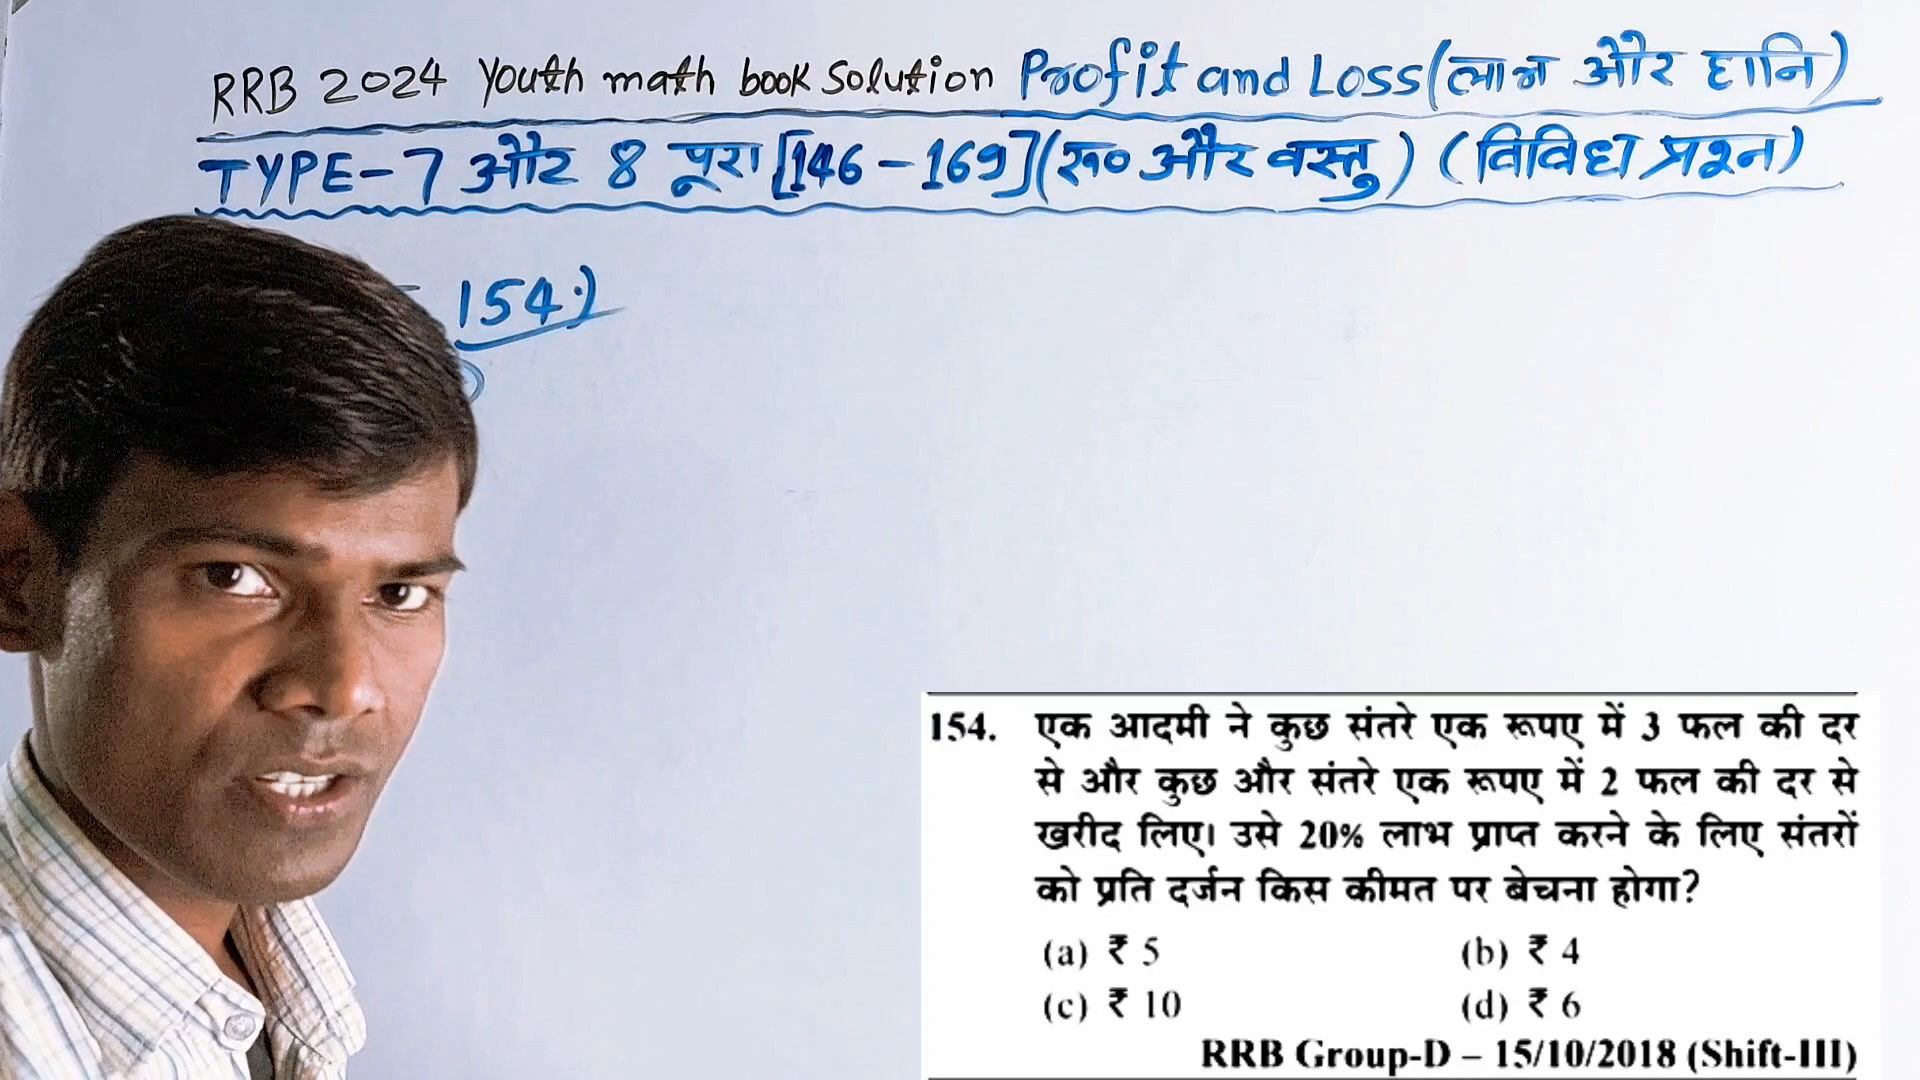 RRB 2024 Youth math book Solution Profit and Loss (लाभ और हानि)
TYPE-7 और 8 पूरा [146-169] (रू० और वस्तु) (विविध प्रश्न)
154.)
154. एक आदमी ने कुछ संतरे एक रूपए में 3 फल की दर
से और कुछ और संतरे एक रूपए में 2 फल की दर से
खरीद लिए। उसे 20% लाभ प्राप्त करने के लिए संतरों
को प्रति दर्जन किस कीमत पर बेचना होगा?
(a) ₹ 5 (b) ₹ 4
(c) ₹ 10 (d) ₹ 6
RRB Group-D – 15/10/2018 (Shift-III)